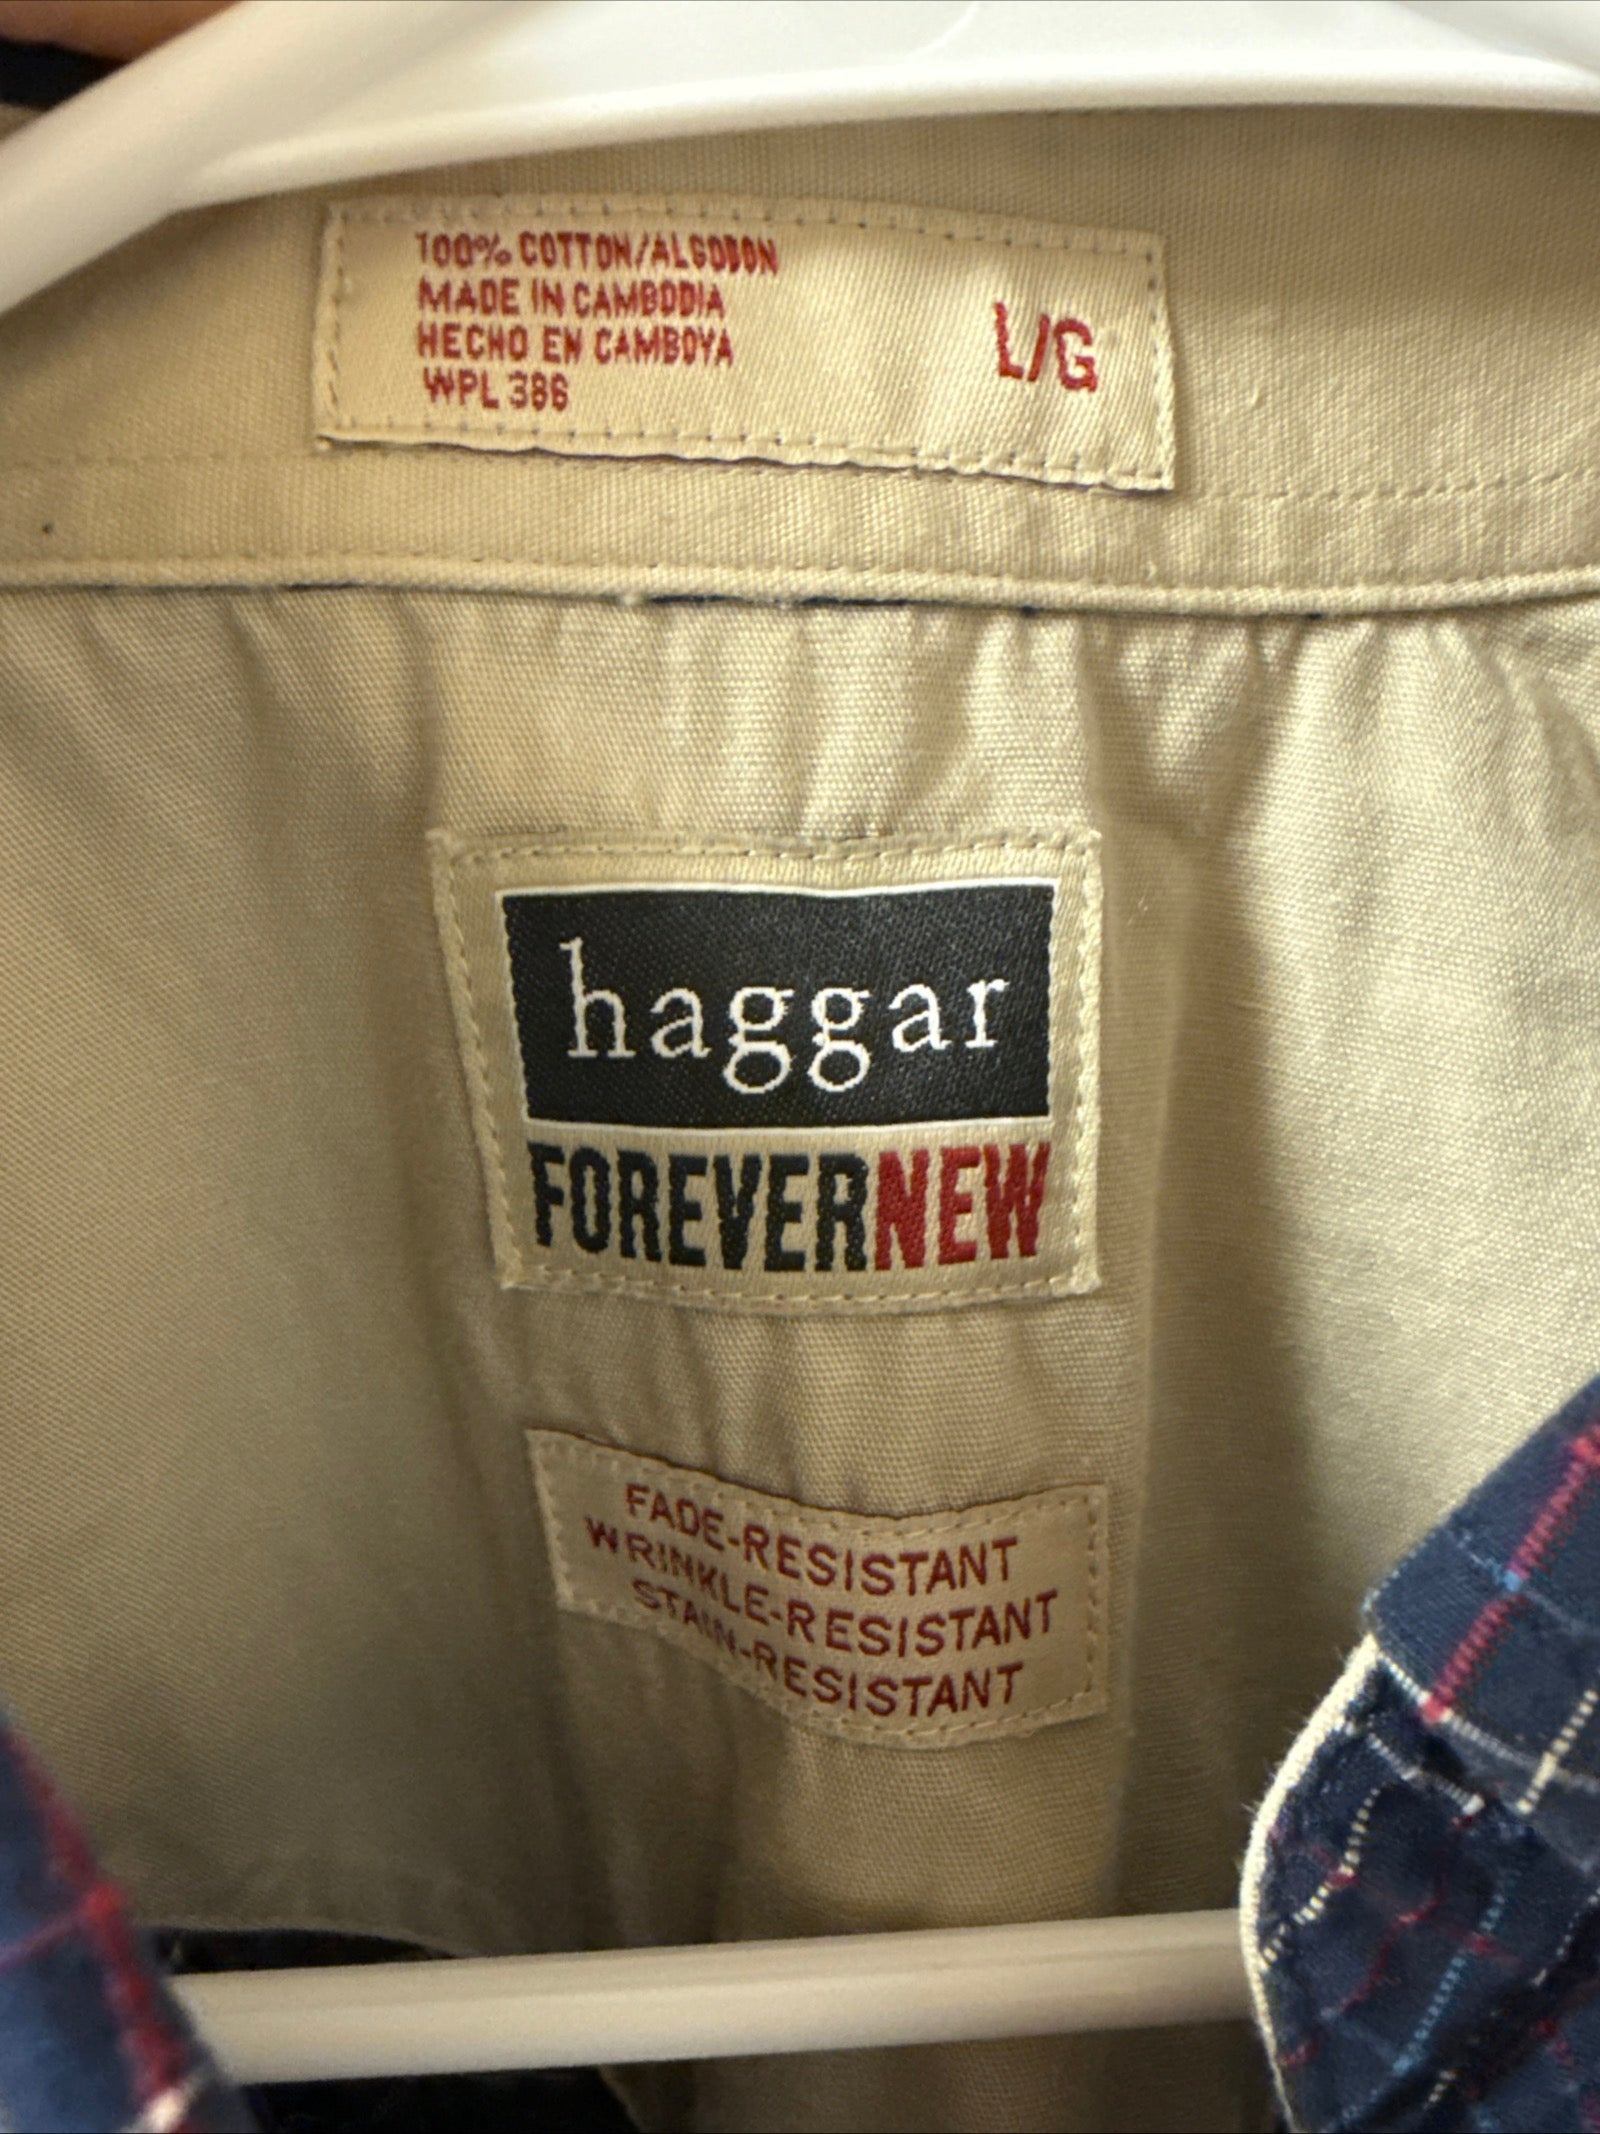 100% COTTON/ALGODON
MADE IN CAMBODIA
HECHO EN CAMBOYA
WPL 386
L/G
haggar
FOREVERNEW
FADE-RESISTANT
WRINKLE-RESISTANT
STAIN-RESISTANT